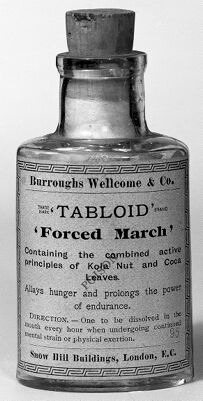 Burroughs Wellcome & Co.
TRADE MARK 'TABLOID' BRAND
'Forced March'
Containing the combined active
principles of Kola Nut and Coca
Leaves.
Allays hunger and prolongs the power
of endurance.
DIRECTION. — One to be dissolved in the
mouth every hour when undergoing continued
mental strain or physical exertion.
95
Snow Hill Buildings, London, E.C.